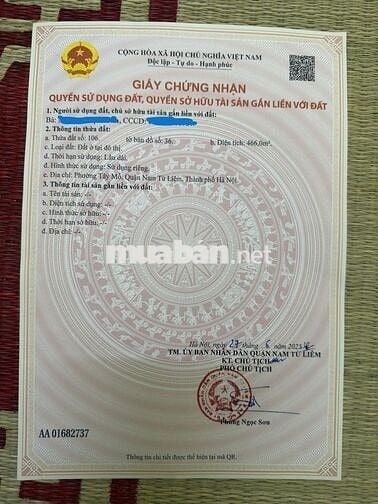 CỘNG HÒA XÃ HỘI CHỦ NGHĨA VIỆT NAM
Độc lập - Tự do - Hạnh phúc
GIẤY CHỨNG NHẬN
QUYỀN SỬ DỤNG ĐẤT, QUYỀN SỞ HỮU TÀI SẢN GẮN LIỀN VỚI ĐẤT
1. Người sử dụng đất, chủ sở hữu tài sản gắn liền với đất:
Bà: , CCCD:
2. Thông tin thửa đất:
a. Thửa đất số: 106, tờ bản đồ số: 36, b. Diện tích: 466,0m².
c. Loại đất: Đất ở tại đô thị.
d. Thời hạn sử dụng: Lâu dài.
đ. Hình thức sử dụng: Sử dụng riêng.
e. Địa chỉ: Phường Tây Mỗ, Quận Nam Từ Liêm, Thành phố Hà Nội.
3. Thông tin tài sản gắn liền với đất:
a. Tên tài sản: -/-
b. Diện tích sử dụng: -/-
c. Hình thức sở hữu: -/-
d. Thời hạn sở hữu: -/-
đ. Địa chỉ: -/-
muaban.net
Hà Nội, ngày 27 tháng 6 năm 2025
TM. ỦY BAN NHÂN DÂN QUẬN NAM TỪ LIÊM
KT. CHỦ TỊCH
PHÓ CHỦ TỊCH
Phùng Ngọc Sơn
AA 01682737
Thông tin chi tiết được thể hiện tại mã QR.